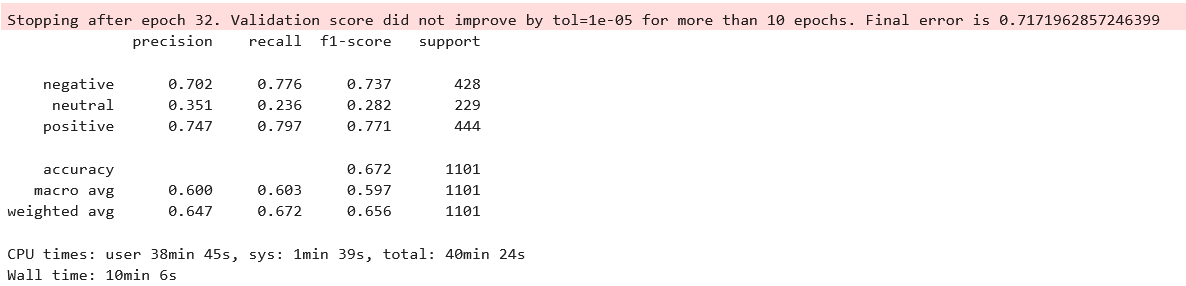 Stopping after epoch 32. Validation score did not improve by tol=1e-05 for more than 10 epochs. Final error is 0.7171962857246399
precision recall f1-score support
negative 0.702 0.776 0.737 428
neutral 0.351 0.236 0.282 229
positive 0.747 0.797 0.771 444
accuracy 0.672 1101
macro avg 0.600 0.603 0.597 1101
weighted avg 0.647 0.672 0.656 1101
CPU times: user 38min 45s, sys: 1min 39s, total: 40min 24s
Wall time: 10min 6s